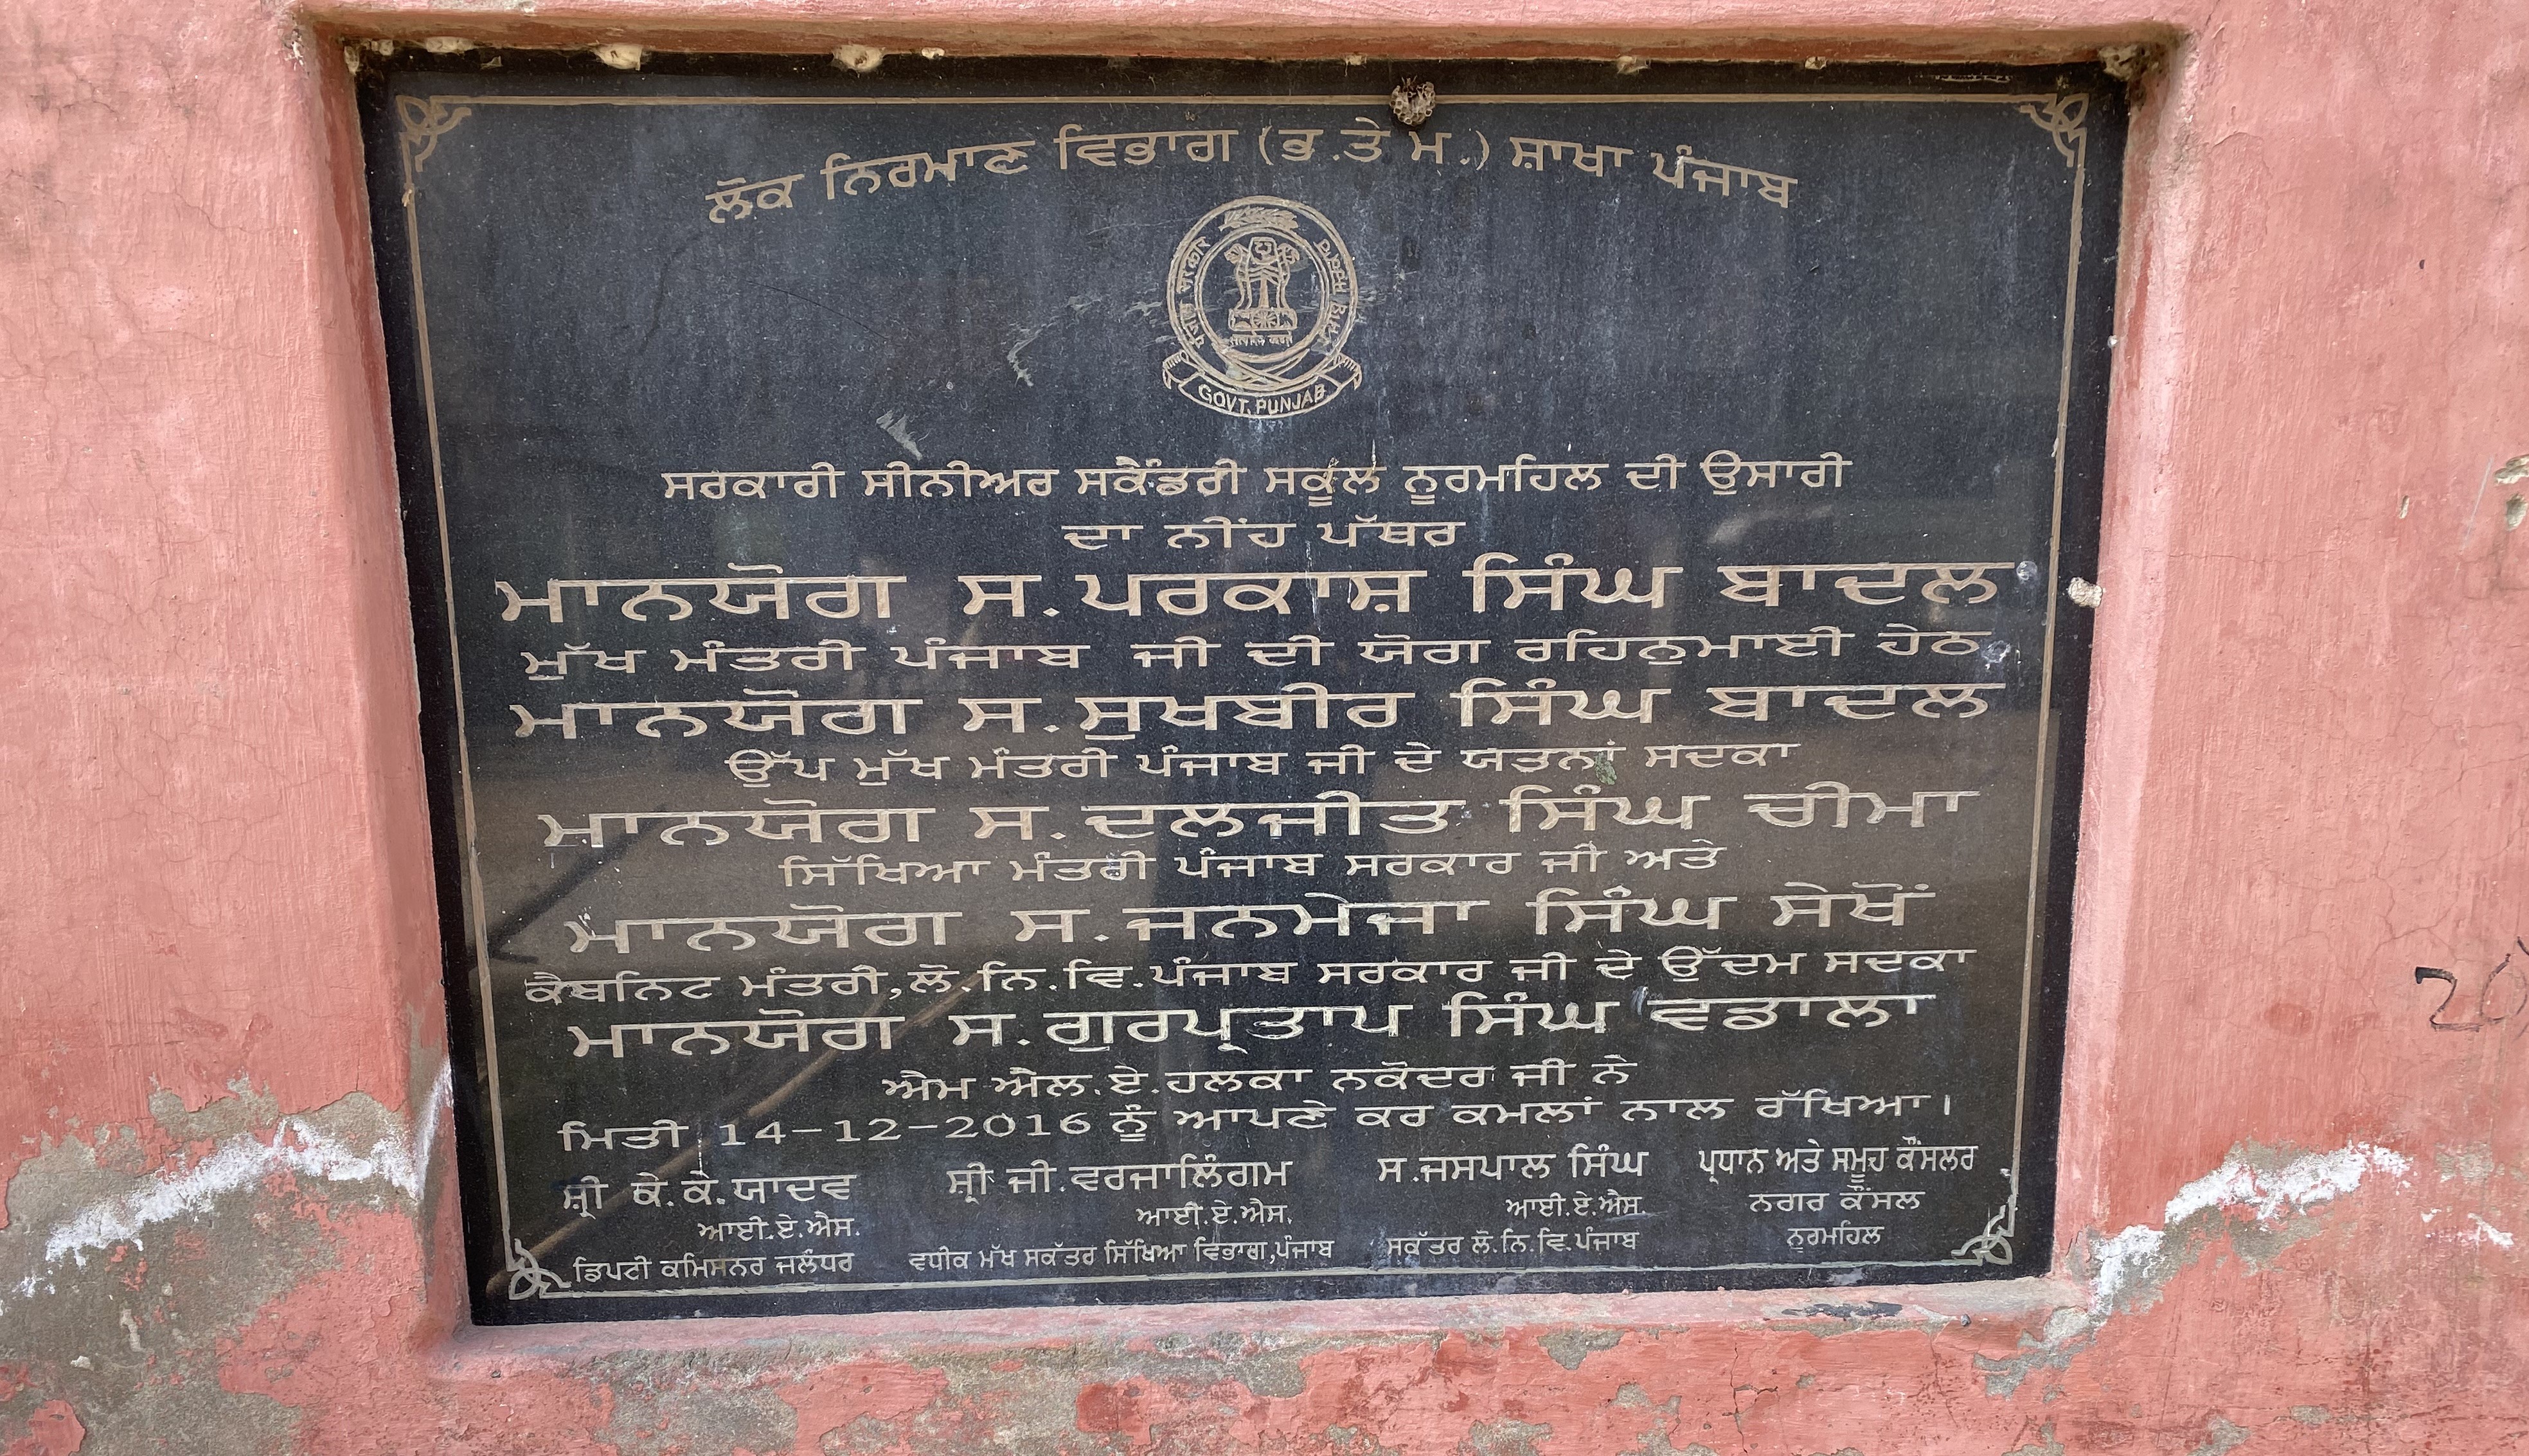 ਲੋਕ ਨਿਰਮਾਣ ਵਿਭਾਗ (ਭ.ਤੇ ਮ.) ਸ਼ਾਖਾ ਪੰਜਾਬ
GOVT. PUNJAB
ਸਰਕਾਰੀ ਸੀਨੀਅਰ ਸਕੈਂਡਰੀ ਸਕੂਲ ਨੂਰਮਹਿਲ ਦੀ ਉਸਾਰੀ
ਦਾ ਨੀਂਹ ਪੱਥਰ
ਮਾਨਯੋਗ ਸ.ਪਰਕਾਸ਼ ਸਿੰਘ ਬਾਦਲ
ਮੁੱਖ ਮੰਤਰੀ ਪੰਜਾਬ ਜੀ ਦੀ ਯੋਗ ਰਹਿਨੁਮਾਈ ਹੇਠ
ਮਾਨਯੋਗ ਸ.ਸੁਖਬੀਰ ਸਿੰਘ ਬਾਦਲ
ਉੱਪ ਮੁੱਖ ਮੰਤਰੀ ਪੰਜਾਬ ਜੀ ਦੇ ਯਤਨਾਂ ਸਦਕਾ
ਮਾਨਯੋਗ ਸ.ਦਲਜੀਤ ਸਿੰਘ ਚੀਮਾ
ਸਿੱਖਿਆ ਮੰਤਰੀ ਪੰਜਾਬ ਸਰਕਾਰ ਜੀ ਅਤੇ
ਮਾਨਯੋਗ ਸ.ਜਨਮੇਜਾ ਸਿੰਘ ਸੇਖੋਂ
ਕੈਬਨਿਟ ਮੰਤਰੀ,ਲੋ.ਨਿ.ਵਿ.ਪੰਜਾਬ ਸਰਕਾਰ ਜੀ ਦੇ ਉੱਦਮ ਸਦਕਾ
ਮਾਨਯੋਗ ਸ.ਗੁਰਪ੍ਰਤਾਪ ਸਿੰਘ ਵਡਾਲਾ
ਐਮ ਐਲ.ਏ.ਹਲਕਾ ਨਕੋਦਰ ਜੀ ਨੇ
ਮਿਤੀ 14-12-2016 ਨੂੰ ਆਪਣੇ ਕਰ ਕਮਲਾਂ ਨਾਲ ਰੱਖਿਆ।
ਸ਼੍ਰੀ ਕੇ.ਕੇ.ਯਾਦਵ
ਆਈ.ਏ.ਐਸ.
ਡਿਪਟੀ ਕਮਿਸਨਰ ਜਲੰਧਰ
ਸ਼੍ਰੀ ਜੀ.ਵਰਜਾਲਿੰਗਮ
ਆਈ.ਏ.ਐਸ.
ਵਧੀਕ ਮੱਖ ਸਕੱਤਰ ਸਿੱਖਿਆ ਵਿਭਾਗ,ਪੰਜਾਬ
ਸ.ਜਸਪਾਲ ਸਿੰਘ
ਆਈ.ਏ.ਐਸ.
ਸਕੱਤਰ ਲੋ.ਨਿ.ਵਿ.ਪੰਜਾਬ
ਪ੍ਰਧਾਨ ਅਤੇ ਸਮੂਹ ਕੌਂਸਲਰ
ਨਗਰ ਕੌਂਸਲ
ਨੂਰਮਹਿਲ